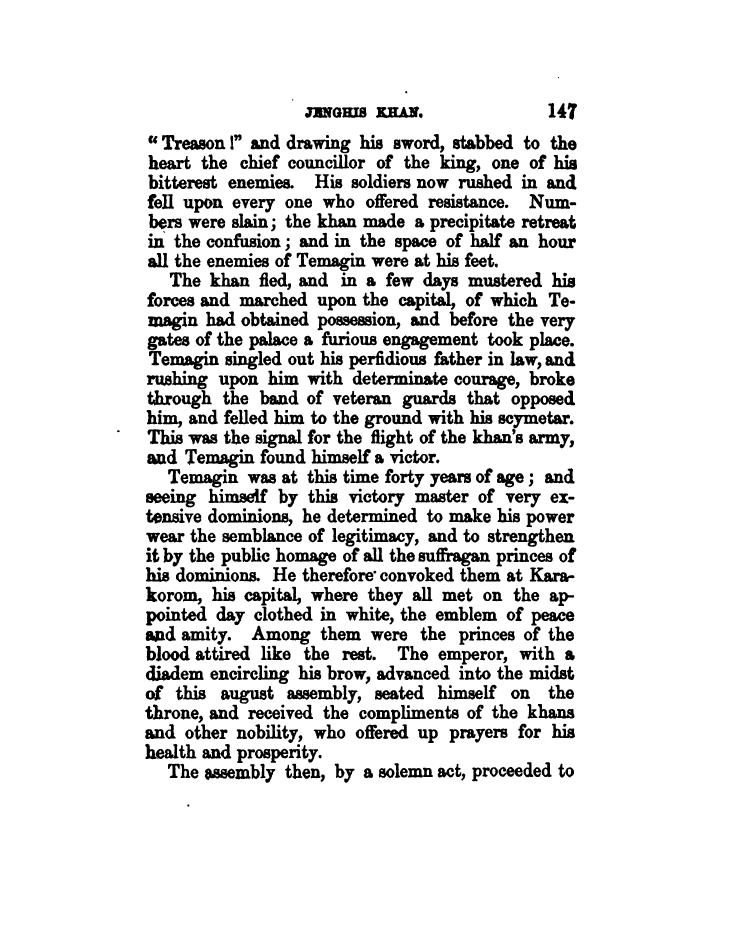 JENGHIS KHAN. 147
“Treason!” and drawing his sword, stabbed to the
heart the chief councillor of the king, one of his
bitterest enemies. His soldiers now rushed in and
fell upon every one who offered resistance. Num-
bers were slain; the khan made a precipitate retreat
in the confusion; and in the space of half an hour
all the enemies of Temagin were at his feet.
The khan fled, and in a few days mustered his
forces and marched upon the capital, of which Te-
magin had obtained possession, and before the very
gates of the palace a furious engagement took place.
Temagin singled out his perfidious father in law, and
rushing upon him with determinate courage, broke
through the band of veteran guards that opposed
him, and felled him to the ground with his scymetar.
This was the signal for the flight of the khan's army,
and Temagin found himself a victor.
Temagin was at this time forty years of age; and
seeing himself by this victory master of very ex-
tensive dominions, he determined to make his power
wear the semblance of legitimacy, and to strengthen
it by the public homage of all the suffragan princes of
his dominions. He therefore convoked them at Kara-
korom, his capital, where they all met on the ap-
pointed day clothed in white, the emblem of peace
and amity. Among them were the princes of the
blood attired like the rest. The emperor, with a
diadem encircling his brow, advanced into the midst
of this august assembly, seated himself on the
throne, and received the compliments of the khans
and other nobility, who offered up prayers for his
health and prosperity.
The assembly then, by a solemn act, proceeded to